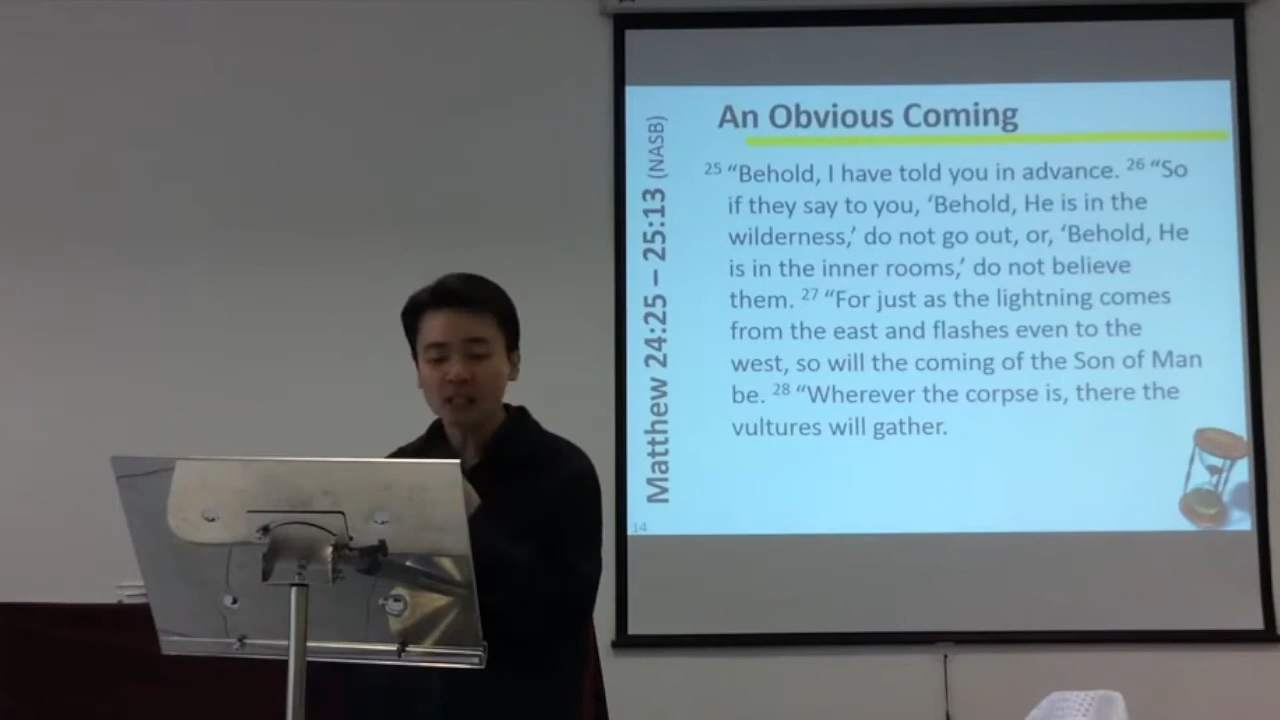 An Obvious Coming
Matthew 24:25 – 25:13 (NASB)
25 “Behold, I have told you in advance. 26 “So
if they say to you, ‘Behold, He is in the
wilderness,’ do not go out, or, ‘Behold, He
is in the inner rooms,’ do not believe
them. 27 “For just as the lightning comes
from the east and flashes even to the
west, so will the coming of the Son of Man
be. 28 “Wherever the corpse is, there the
vultures will gather.
14